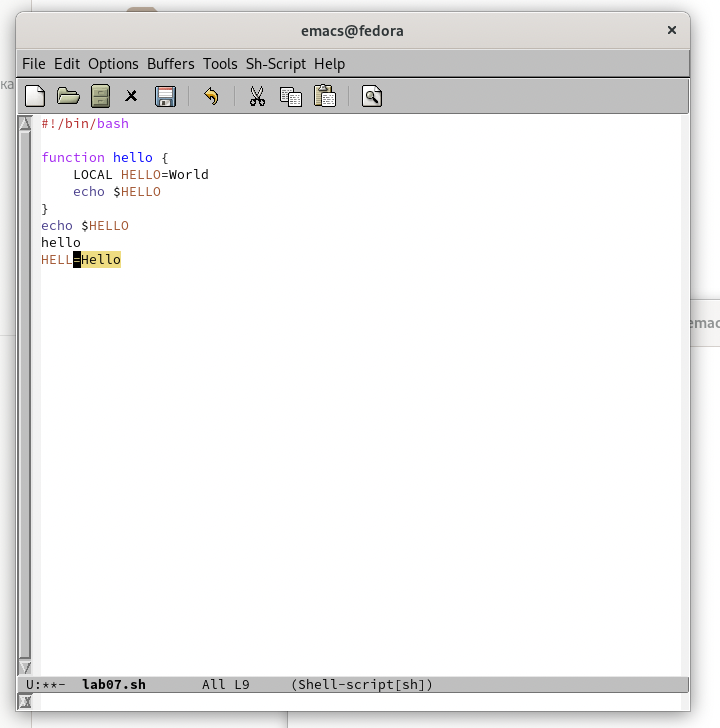 emacs@fedora
File Edit Options Buffers Tools Sh-Script Help
#!/bin/bash
function hello {
    LOCAL HELLO=World
    echo $HELLO
}
echo $HELLO
hello
HELL=Hello
U:**- lab07.sh All L9 (Shell-script[sh])
ка
emac